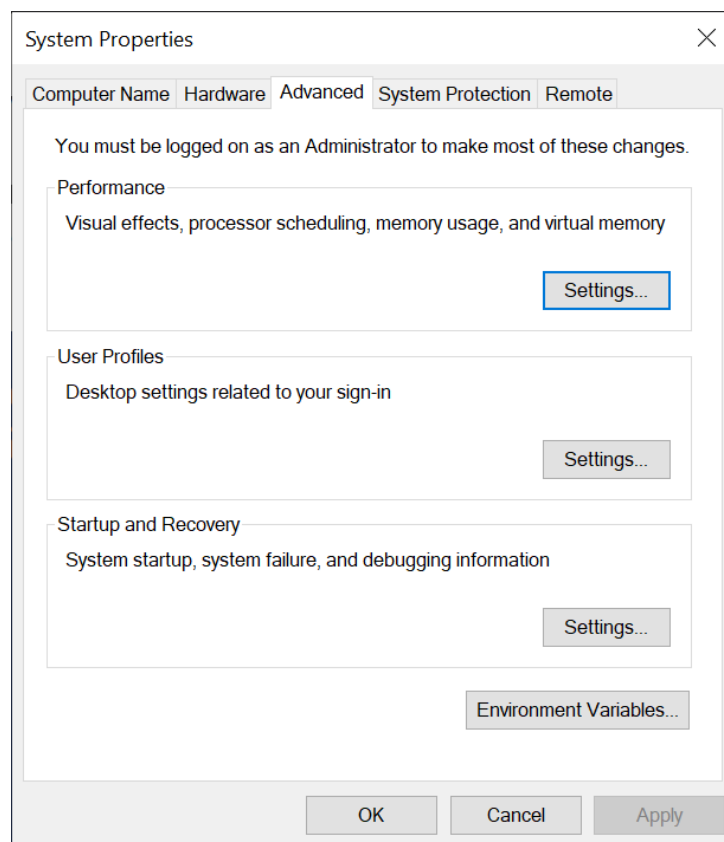 System Properties
Computer Name Hardware Advanced System Protection Remote
You must be logged on as an Administrator to make most of these changes.
Performance
Visual effects, processor scheduling, memory usage, and virtual memory
Settings...
User Profiles
Desktop settings related to your sign-in
Settings...
Startup and Recovery
System startup, system failure, and debugging information
Settings...
Environment Variables...
OK Cancel Apply